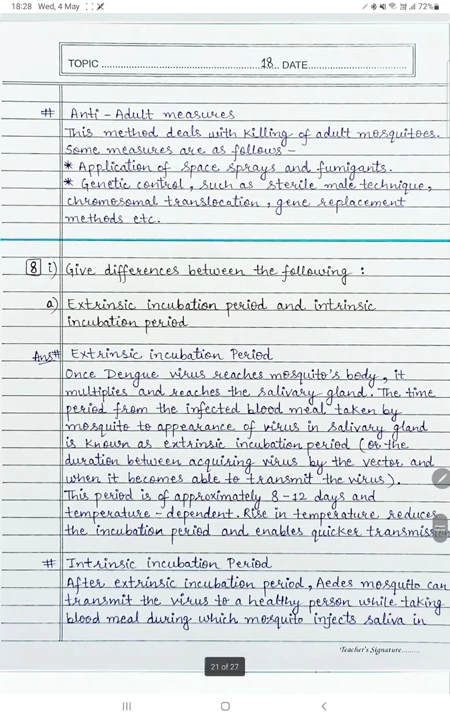 18:28 Wed, 4 May
72%
TOPIC ........ 18.. DATE........
# Anti-Adult measures
This method deals with killing of adult mosquitoes.
Some measures are as follows -
* Application of space sprays and fumigants.
* Genetic control, such as sterile male technique,
chromosomal translocation, gene replacement
methods etc.
8 i) Give differences between the following :
a) Extrinsic incubation period and intrinsic
incubation period
Ans # Extrinsic incubation Period
Once Dengue virus reaches mosquito's body, it
multiplies and reaches the salivary gland. The time
period from the infected blood meal taken by
mosquito to appearance of virus in salivary gland
is known as extrinsic incubation period (or the
duration between acquiring virus by the vector and
when it becomes able to transmit the virus).
This period is of approximately 8-12 days and
temperature-dependent. Rise in temperature reduces
the incubation period and enables quicker transmission
# Intrinsic incubation Period
After extrinsic incubation period, Aedes mosquito can
transmit the virus to a healthy person while taking
blood meal during which mosquito injects saliva in
Teacher's Signature........
21 of 27